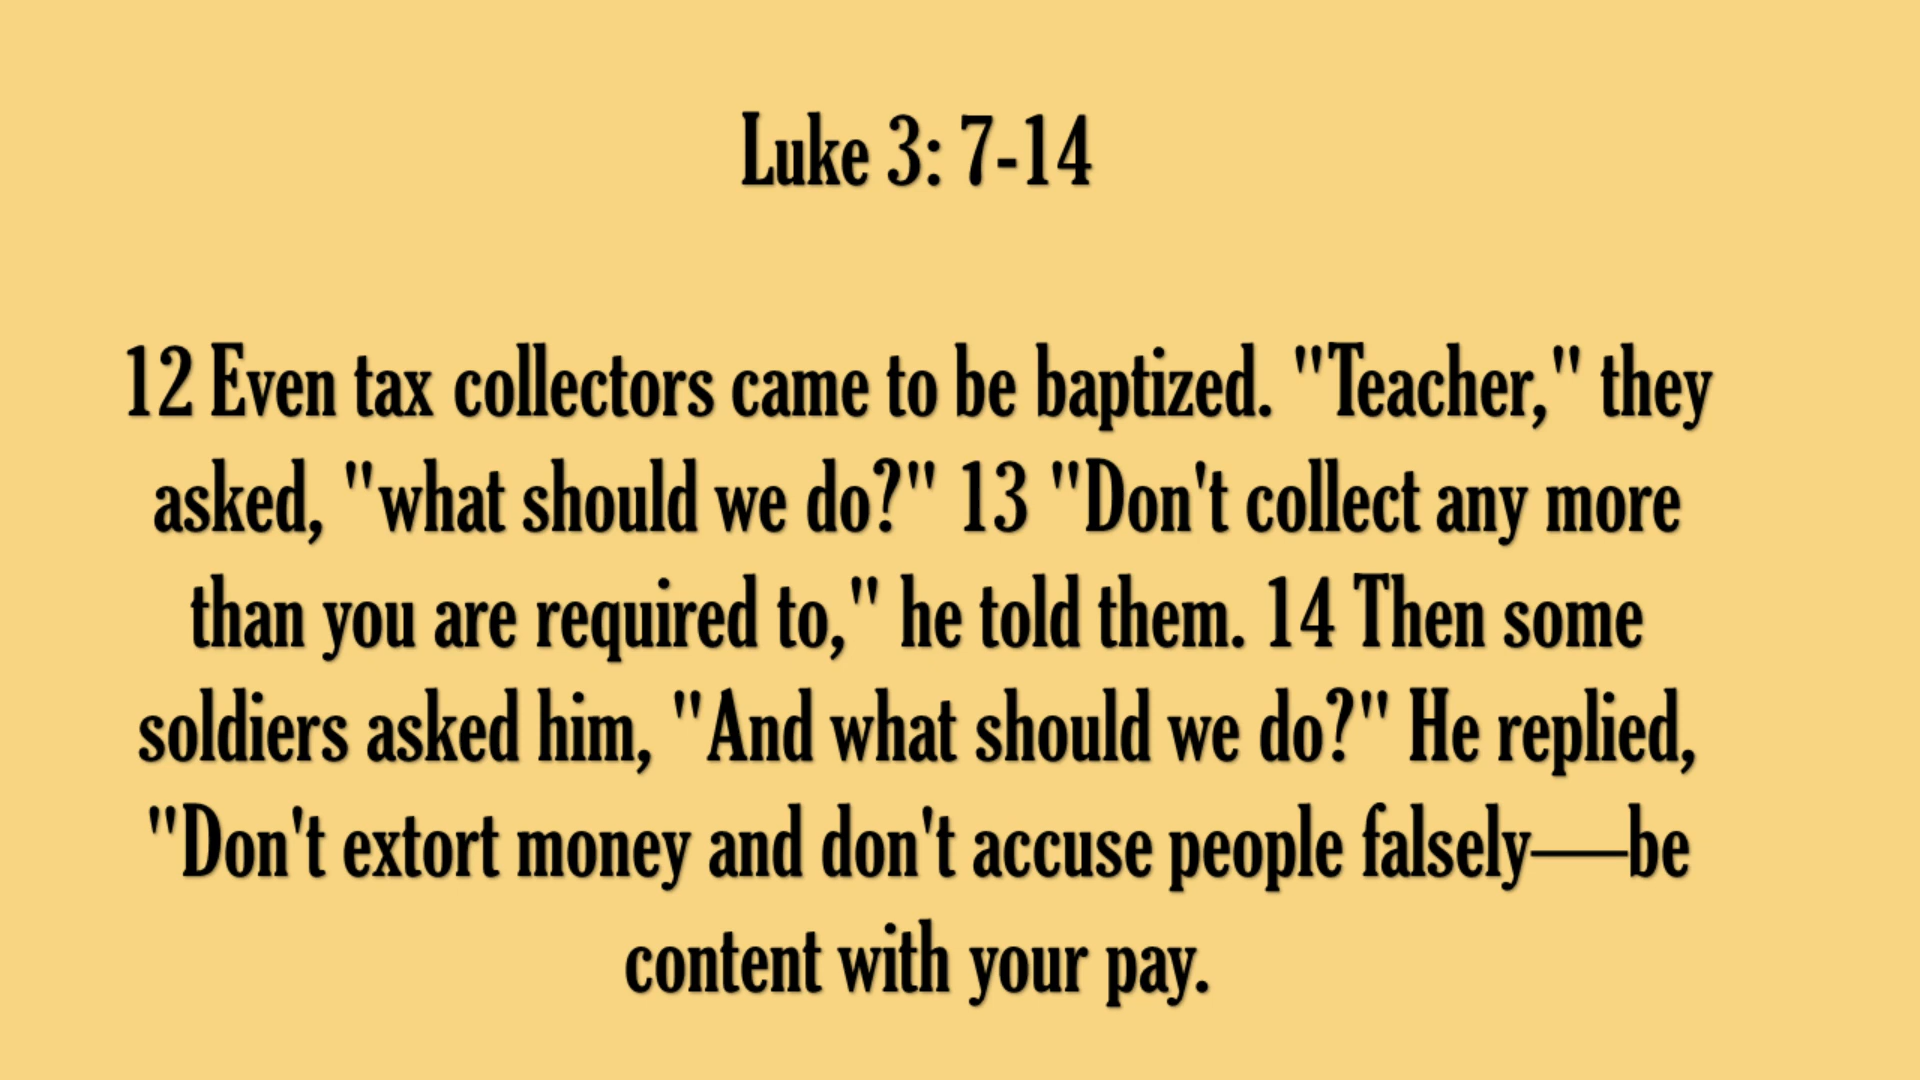 Luke 3: 7-14
12 Even tax collectors came to be baptized. "Teacher," they
asked, "what should we do?" 13 "Don't collect any more
than you are required to," he told them. 14 Then some
soldiers asked him, "And what should we do?" He replied,
"Don't extort money and don't accuse people falsely—be
content with your pay.